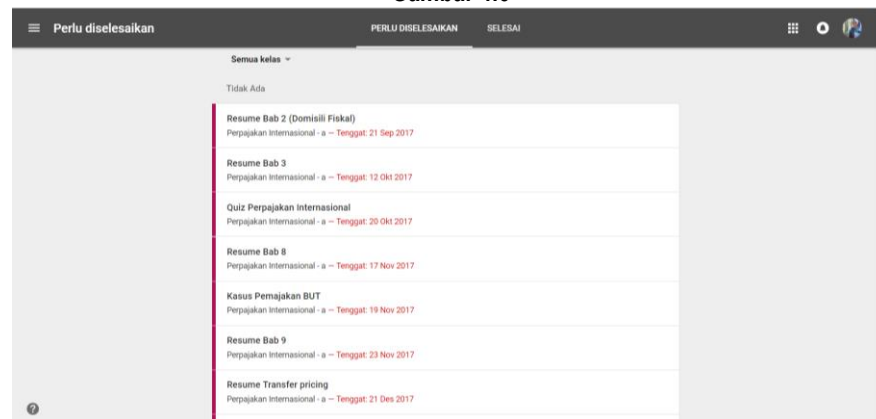 Perlu diselesaikan
PERLU DISELESAIKAN
SELESAI
Semua kelas
Tidak Ada
Resume Bab 2 (Domisili Fiskal)
Perpajakan Internasional - a — Tenggat: 21 Sep 2017
Resume Bab 3
Perpajakan Internasional - a — Tenggat: 12 Okt 2017
Quiz Perpajakan Internasional
Perpajakan Internasional - a — Tenggat: 20 Okt 2017
Resume Bab 8
Perpajakan Internasional - a — Tenggat: 17 Nov 2017
Kasus Pemajakan BUT
Perpajakan Internasional - a — Tenggat: 19 Nov 2017
Resume Bab 9
Perpajakan Internasional - a — Tenggat: 23 Nov 2017
Resume Transfer pricing
Perpajakan Internasional - a — Tenggat: 21 Des 2017